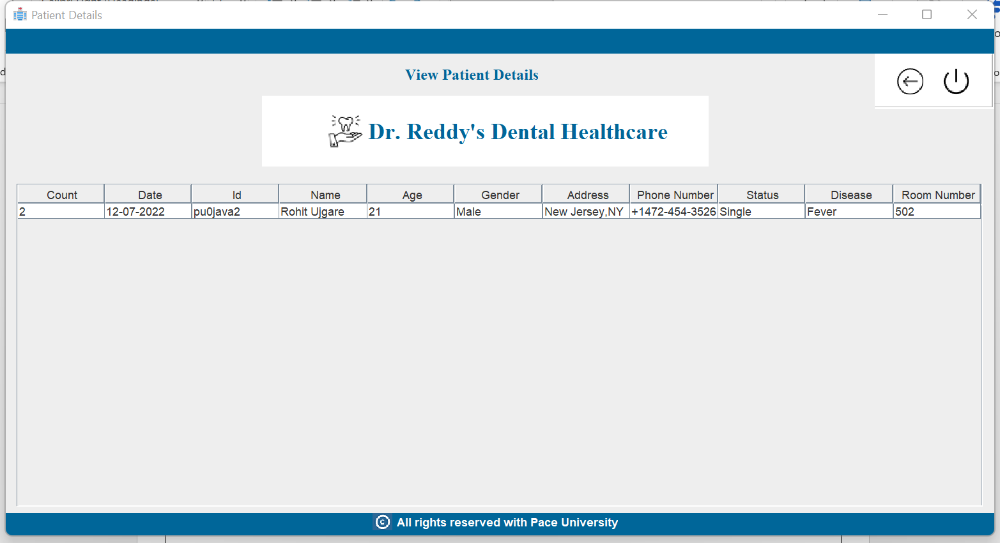 Patient Details
View Patient Details
Dr. Reddy's Dental Healthcare
Count Date Id Name Age Gender Address Phone Number Status Disease Room Number
2 12-07-2022 pu0java2 Rohit Ujgare 21 Male New Jersey,NY +1472-454-3526 Single Fever 502
© All rights reserved with Pace University